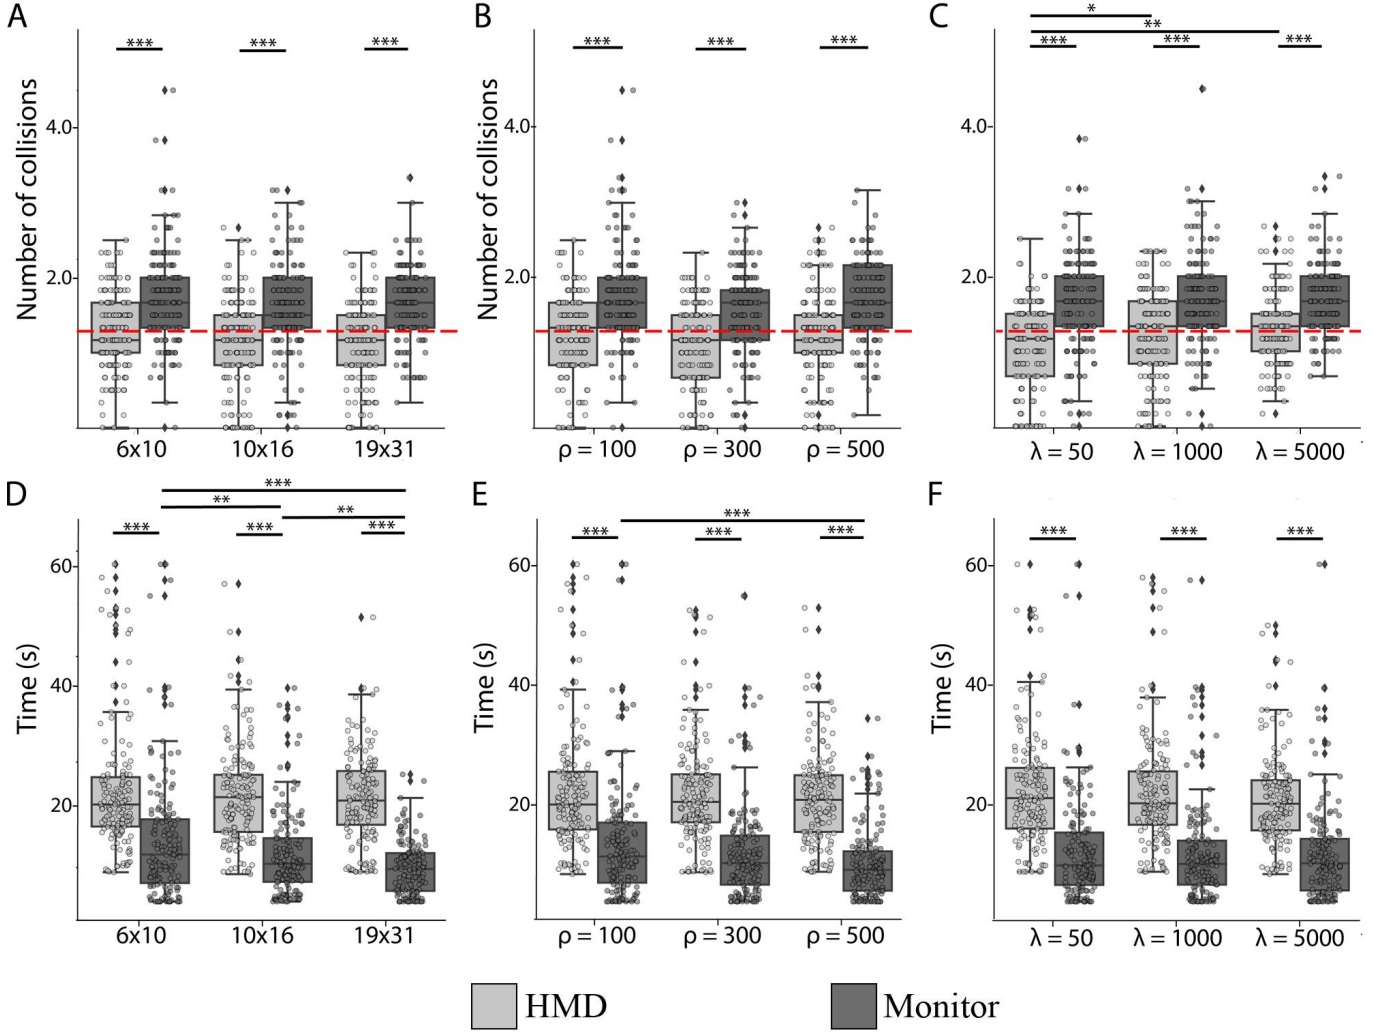 A
B
C
*
**
*** *** ***
*** *** ***
*** *** ***
Number of collisions
4.0
2.0
6x10 10x16 19x31
Number of collisions
4.0
2.0
ρ = 100 ρ = 300 ρ = 500
4.0
2.0
λ = 50 λ = 1000 λ = 5000
D
E
F
***
**
**
*** *** ***
***
*** *** ***
*** *** ***
Time (s)
60
40
20
6x10 10x16 19x31
Time (s)
60
40
20
ρ = 100 ρ = 300 ρ = 500
Time (s)
60
40
20
λ = 50 λ = 1000 λ = 5000
HMD
Monitor